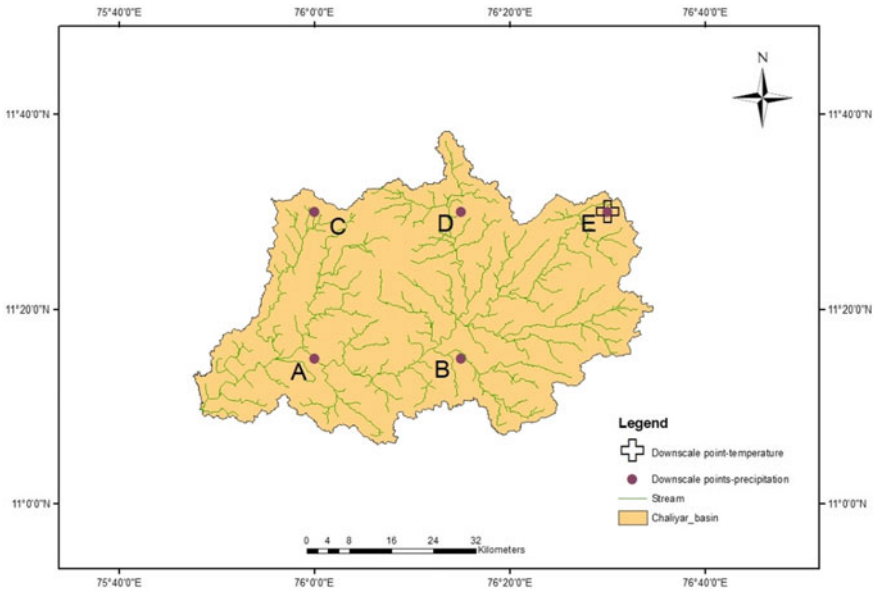 75°40'0"E 76°0'0"E 76°20'0"E 76°40'0"E
N
11°40'0"N 11°40'0"N
C D E
11°20'0"N 11°20'0"N
A B
Legend
Downscale point-temperature
Downscale points-precipitation
Stream
Chaliyar_basin
11°0'0"N 11°0'0"N
0 4 8 16 24 32
Kilometers
75°40'0"E 76°0'0"E 76°20'0"E 76°40'0"E